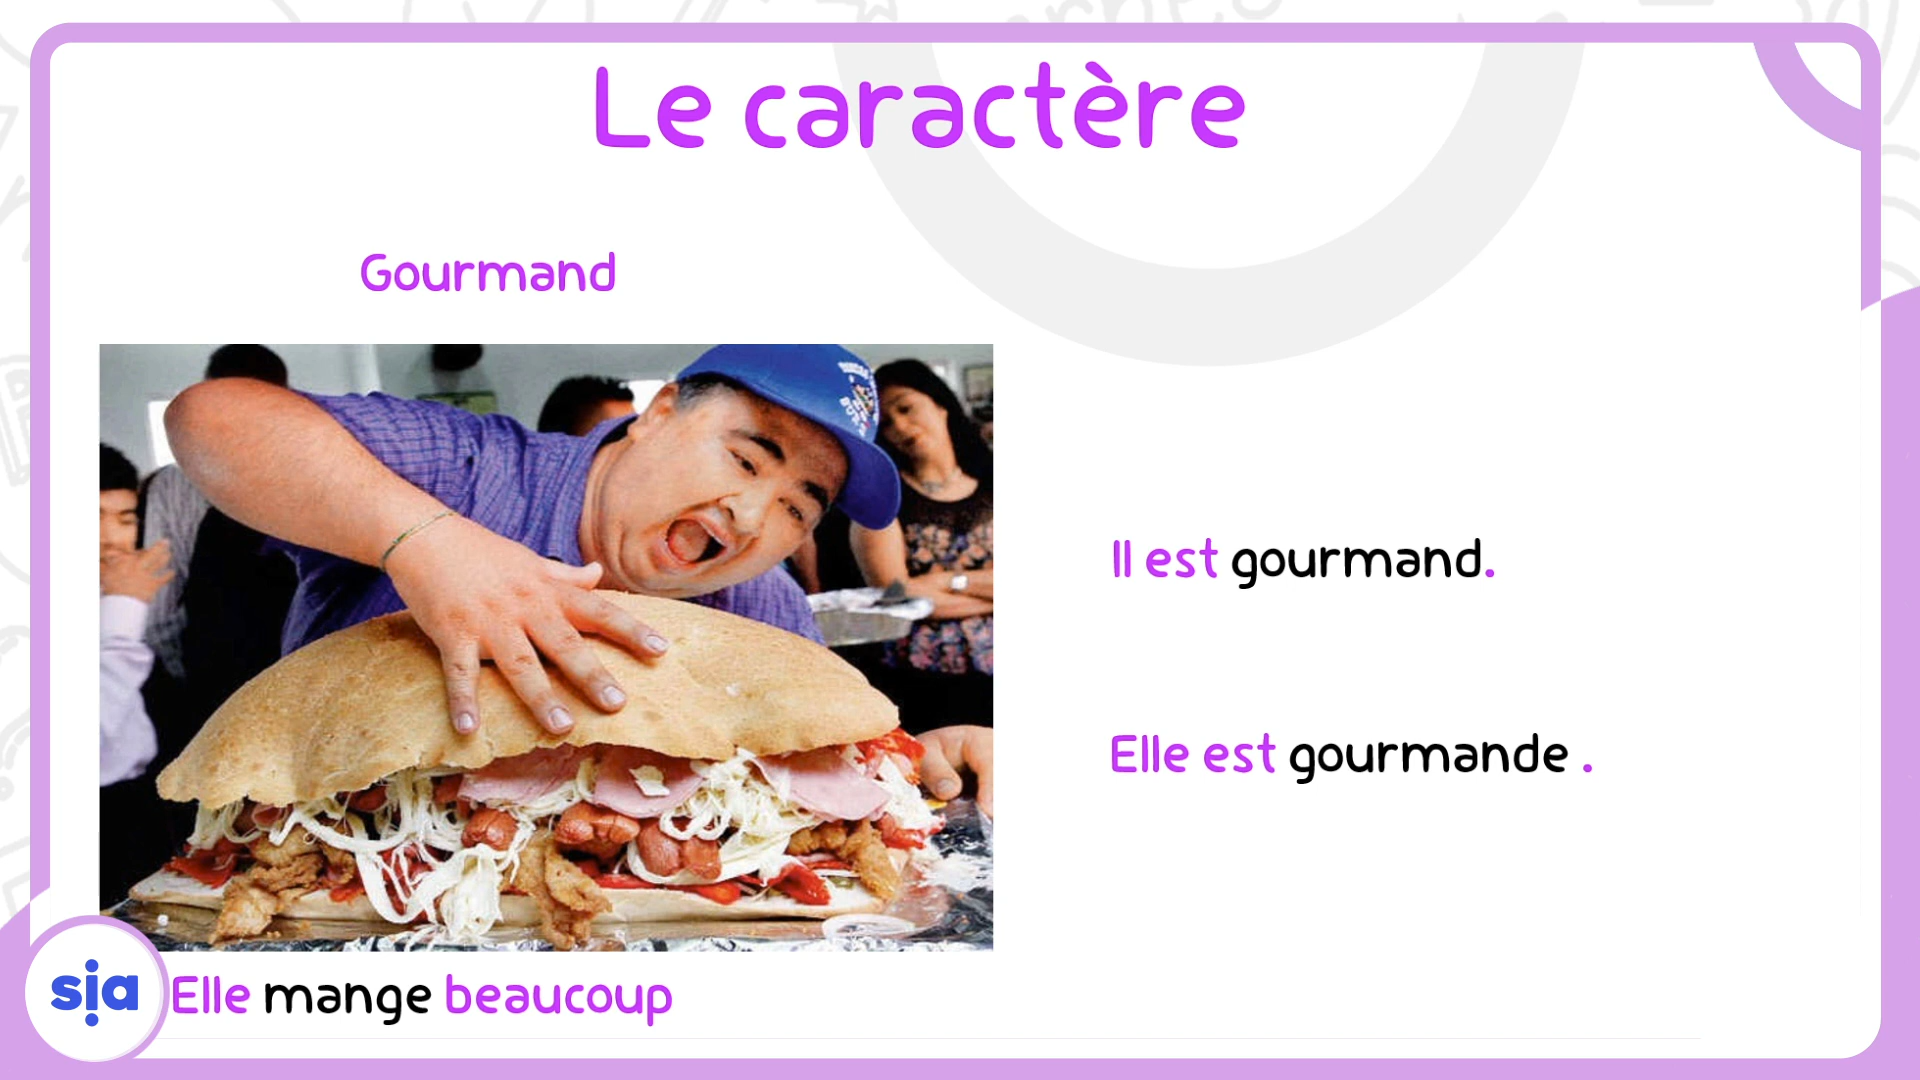 Le caractère
Gourmand
Il est gourmand.
Elle est gourmande .
sia
Elle mange beaucoup